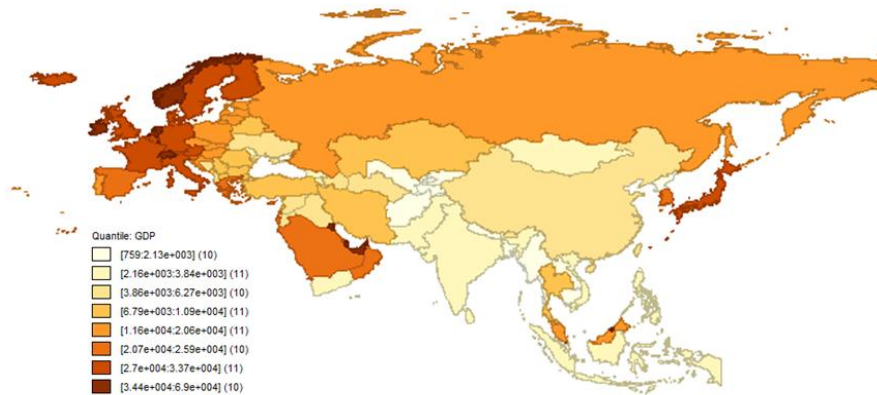 Quantile: GDP
[759:2.13e+003] (10)
[2.16e+003:3.84e+003] (11)
[3.86e+003:6.27e+003] (10)
[6.79e+003:1.09e+004] (11)
[1.16e+004:2.06e+004] (11)
[2.07e+004:2.59e+004] (10)
[2.7e+004:3.37e+004] (11)
[3.44e+004:6.9e+004] (10)